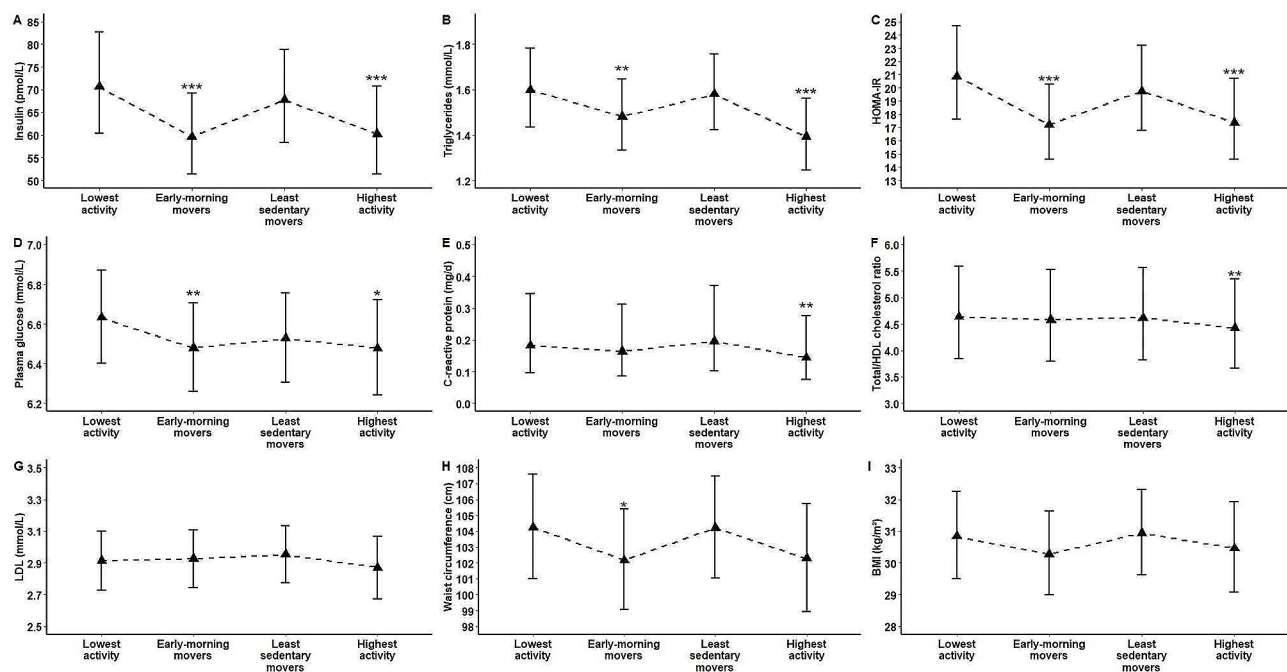 A
Insulin (pmol/L)
85
80
75
70
65
60
55
50
***
***
Lowest activity
Early-morning movers
Least sedentary movers
Highest activity
B
Triglycerides (mmol/L)
1.8
1.6
1.4
1.2
**
***
Lowest activity
Early-morning movers
Least sedentary movers
Highest activity
C
HOMA-IR
25
24
23
22
21
20
19
18
17
16
15
14
13
***
***
Lowest activity
Early-morning movers
Least sedentary movers
Highest activity
D
Plasma glucose (mmol/L)
7.0
6.8
6.6
6.4
6.2
**
*
Lowest activity
Early-morning movers
Least sedentary movers
Highest activity
E
C-reactive protein (mg/d)
0.5
0.4
0.3
0.2
0.1
0.0
**
Lowest activity
Early-morning movers
Least sedentary movers
Highest activity
F
Total/HDL cholesterol ratio
6.0
5.5
5.0
4.5
4.0
3.5
3.0
**
Lowest activity
Early-morning movers
Least sedentary movers
Highest activity
G
LDL (mmol/L)
3.5
3.3
3.1
2.9
2.7
2.5
Lowest activity
Early-morning movers
Least sedentary movers
Highest activity
H
Waist circumference (cm)
108
107
106
105
104
103
102
101
100
99
98
*
Lowest activity
Early-morning movers
Least sedentary movers
Highest activity
I
BMI (kg/m²)
33
32
31
30
29
28
Lowest activity
Early-morning movers
Least sedentary movers
Highest activity